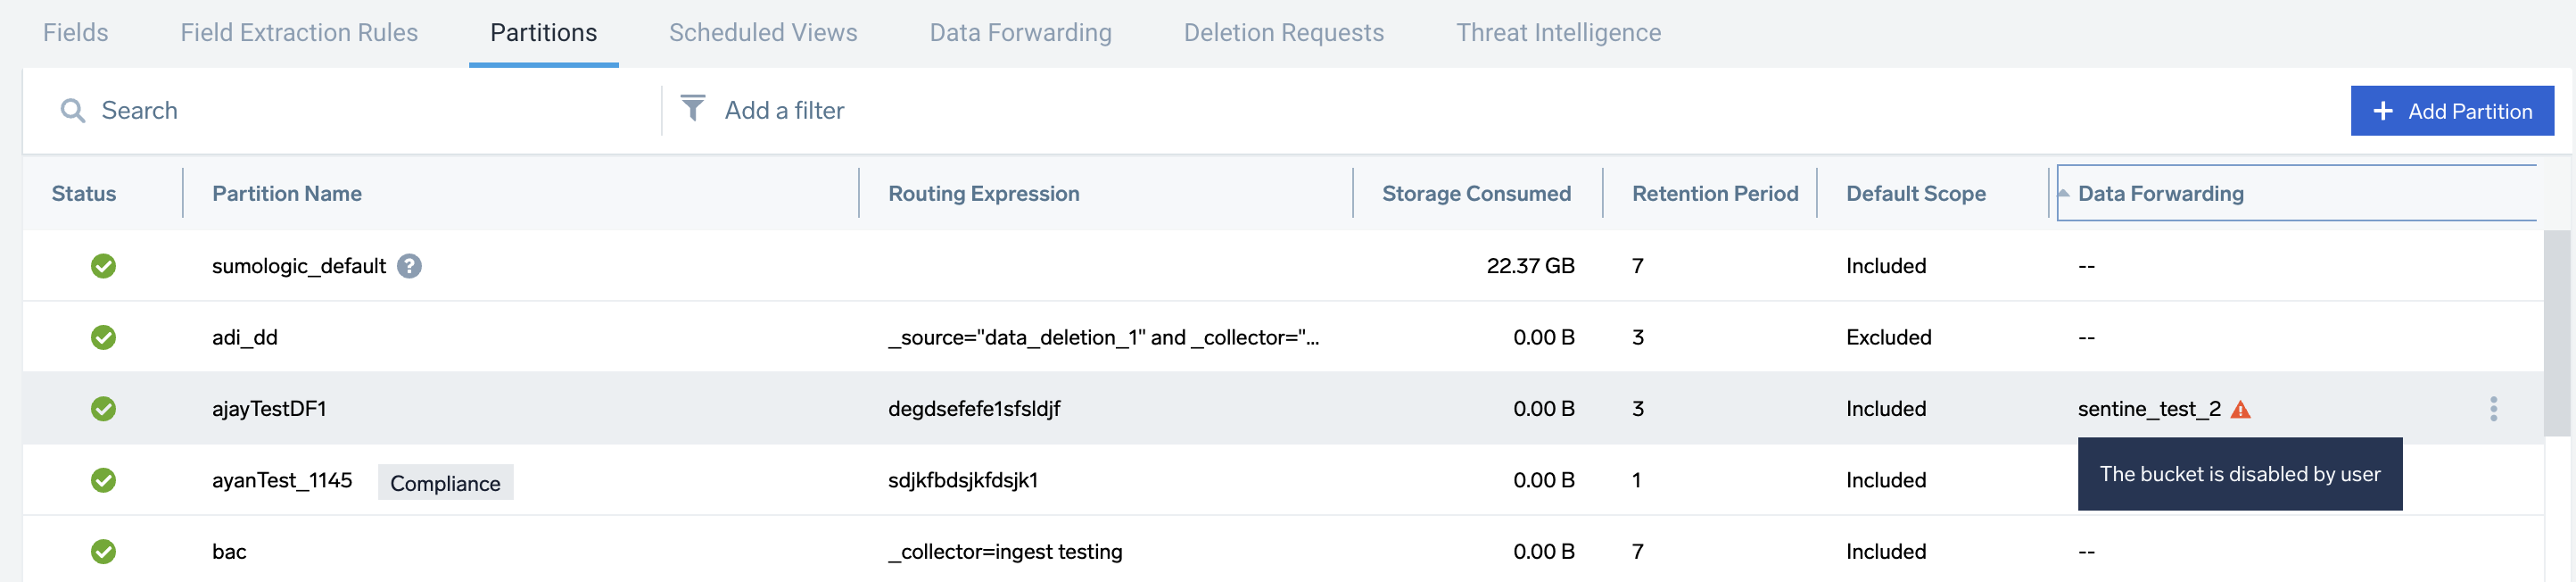 Fields Field Extraction Rules Partitions Scheduled Views Data Forwarding Deletion Requests Threat Intelligence
Search Add a filter + Add Partition
Status Partition Name Routing Expression Storage Consumed Retention Period Default Scope Data Forwarding
sumologic_default ? 22.37 GB 7 Included --
adi_dd _source="data_deletion_1" and _collector="... 0.00 B 3 Excluded --
ajayTestDF1 degdsefefe1sfsldjf 0.00 B 3 Included sentine_test_2
ayanTest_1145 Compliance sdjkfbdsjkfdsjk1 0.00 B 1 Included
The bucket is disabled by user
bac _collector=ingest testing 0.00 B 7 Included --